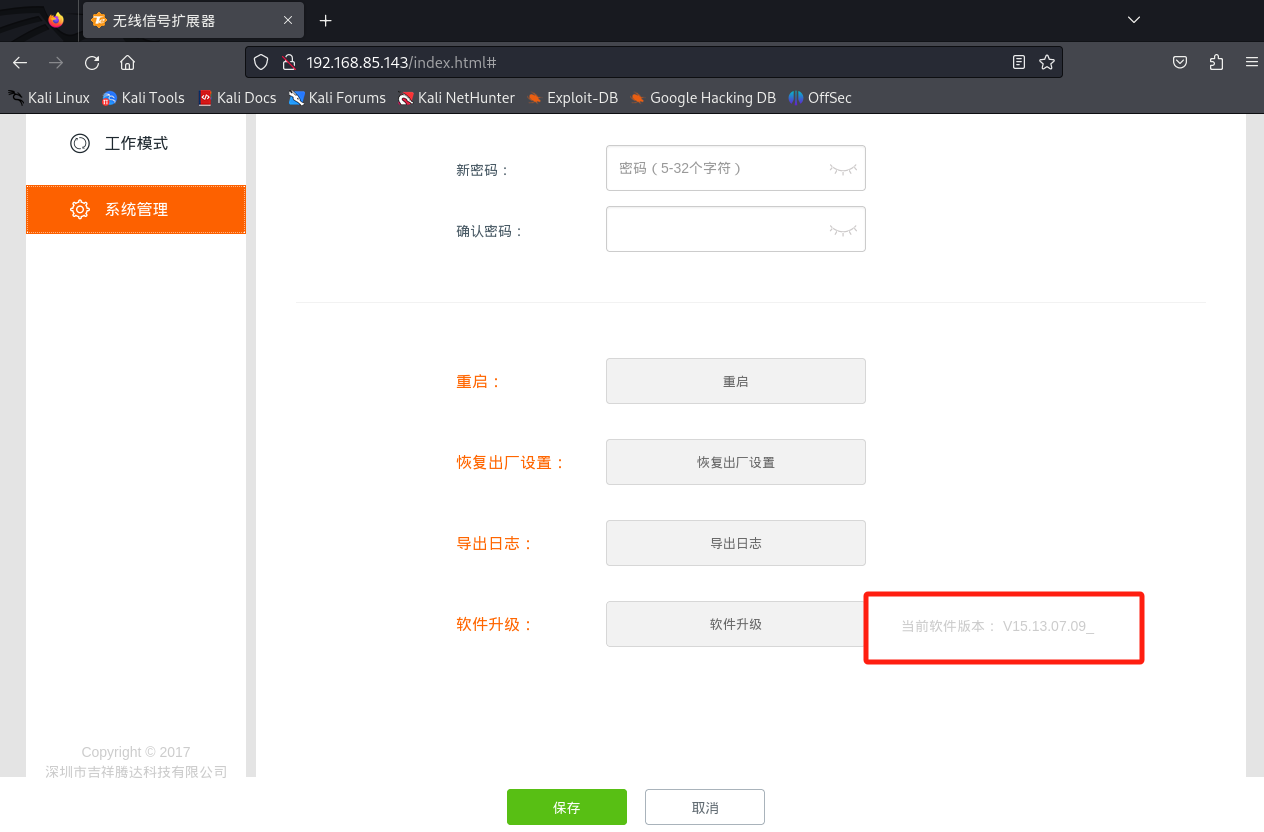 无线信号扩展器
192.168.85.143/index.html#
Kali Linux Kali Tools Kali Docs Kali Forums Kali NetHunter Exploit-DB Google Hacking DB OffSec
工作模式
系统管理
新密码： 密码（5-32个字符）
确认密码：
重启： 重启
恢复出厂设置： 恢复出厂设置
导出日志： 导出日志
软件升级： 软件升级 当前软件版本： V15.13.07.09_
Copyright © 2017
深圳市吉祥腾达科技有限公司
保存 取消